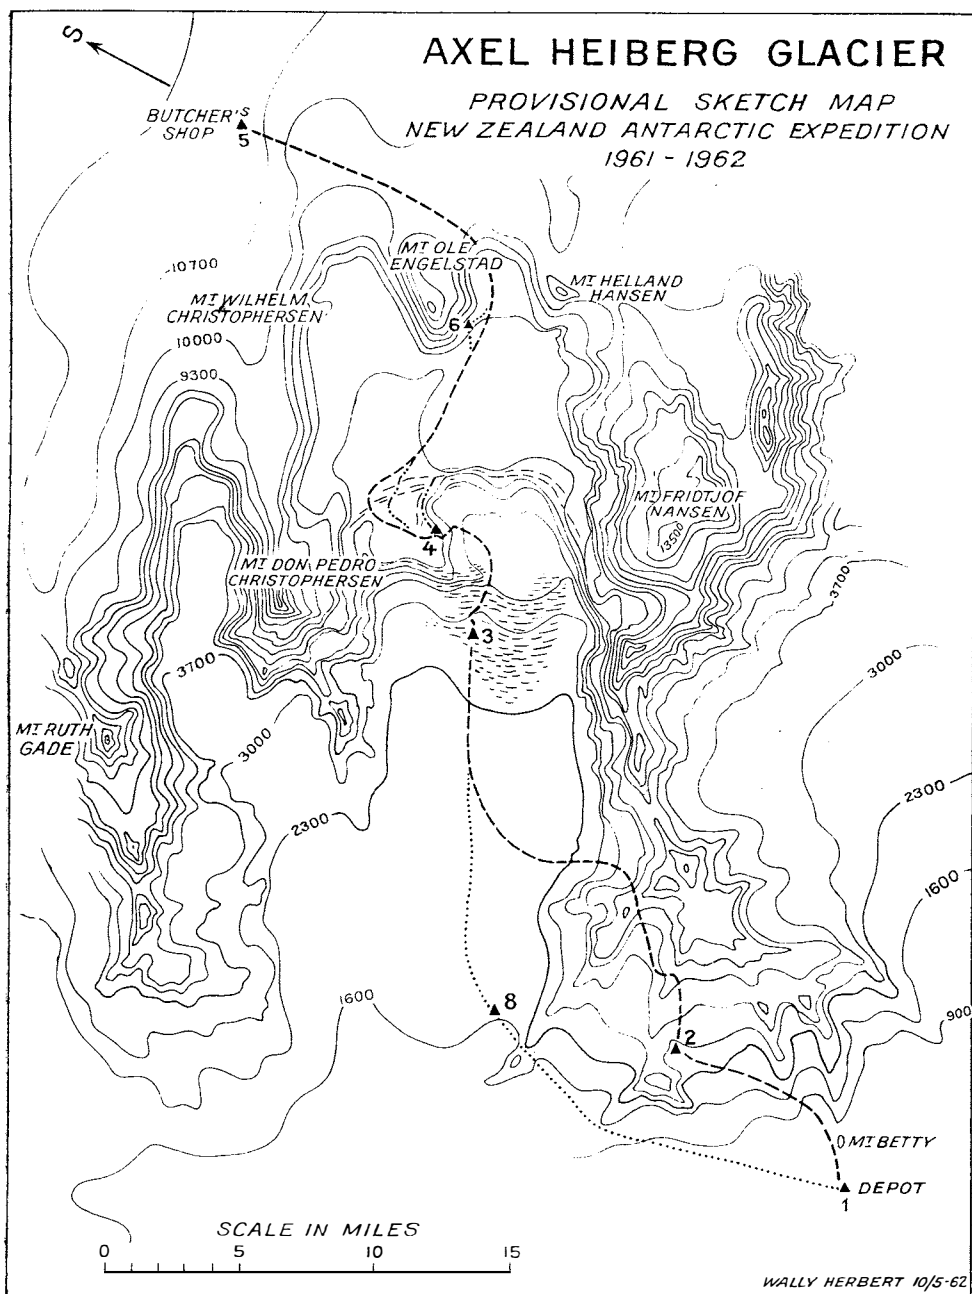 S
AXEL HEIBERG GLACIER
PROVISIONAL SKETCH MAP
NEW ZEALAND ANTARCTIC EXPEDITION
1961 - 1962
BUTCHER'S
SHOP
5
MT OLE
ENGELSTAD
10700
MT HELLAND
HANSEN
MT WILHELM
CHRISTOPHERSEN
6
10000
9300
MT FRIDTJOF
NANSEN
13500
4
MT DON PEDRO
CHRISTOPHERSEN
3700
3
3700
3000
MT RUTH
GADE
3000
2300
2300
1600
1600
8
900
2
MT BETTY
DEPOT
1
SCALE IN MILES
0 5 10 15
WALLY HERBERT 10/5-62